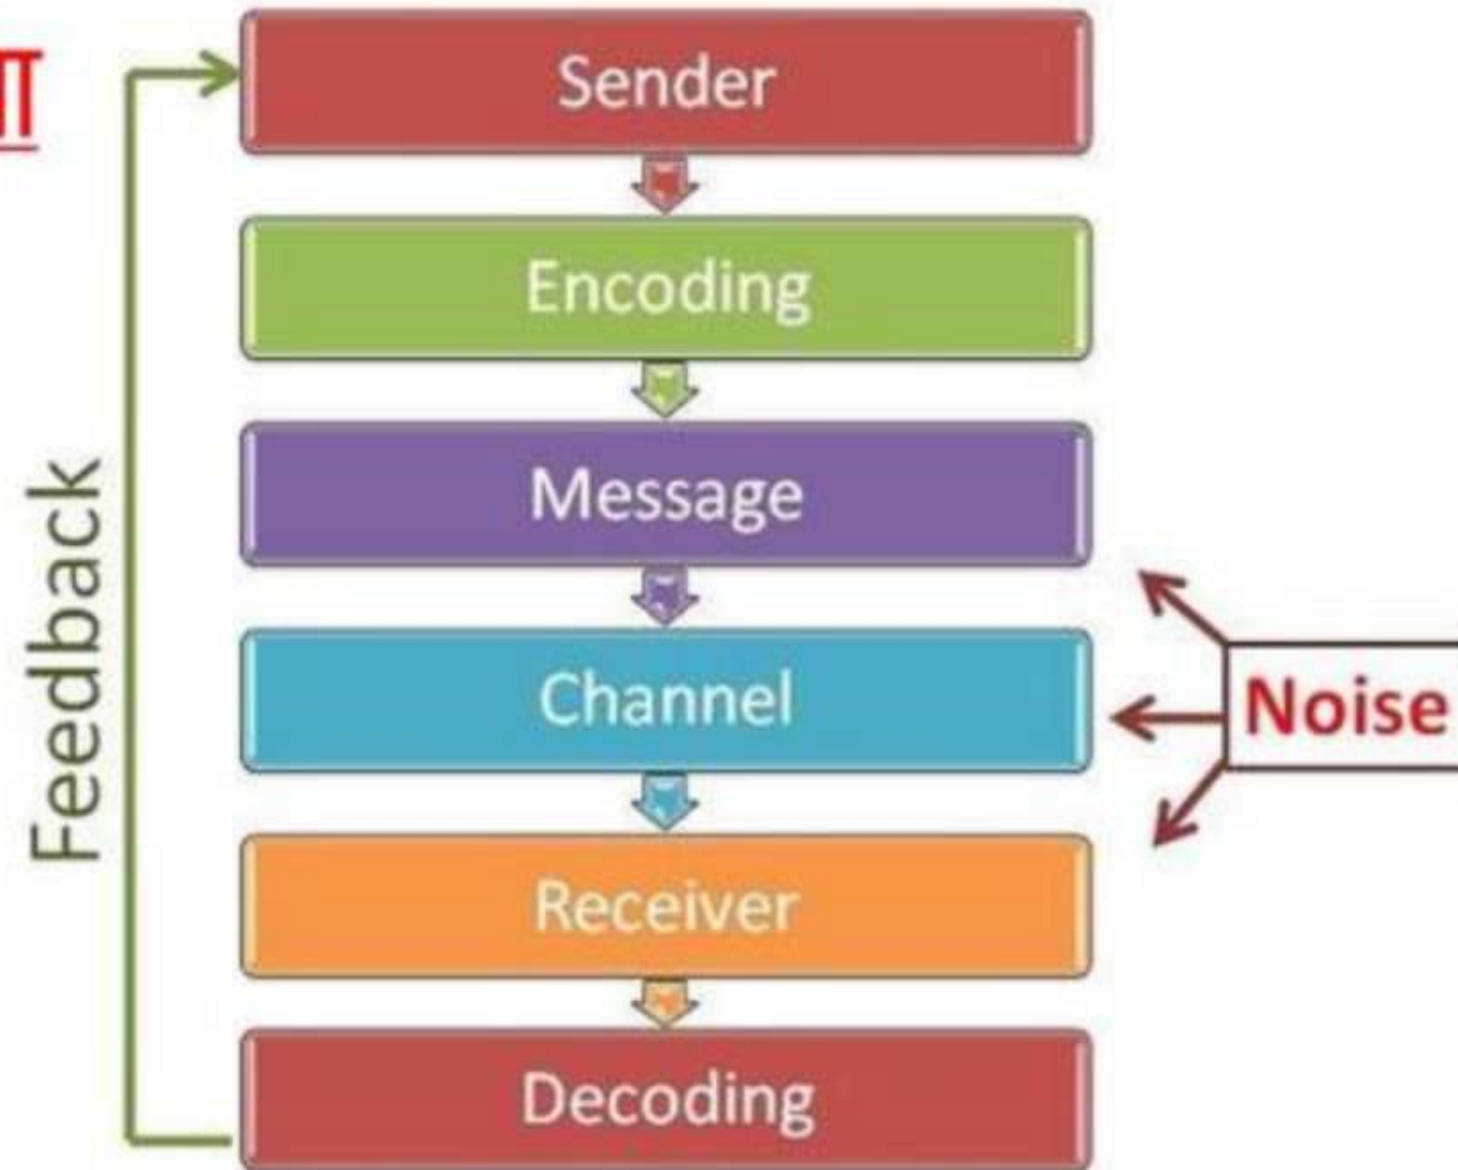 Sender
Encoding
Message
Channel
Receiver
Decoding
Feedback
Noise